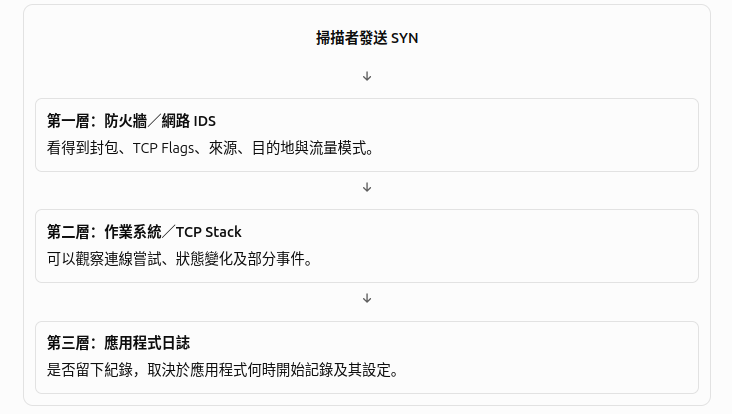 掃描者發送 SYN
↓
第一層：防火牆／網路 IDS
看得到封包、TCP Flags、來源、目的地與流量模式。
↓
第二層：作業系統／TCP Stack
可以觀察連線嘗試、狀態變化及部分事件。
↓
第三層：應用程式日誌
是否留下紀錄，取決於應用程式何時開始記錄及其設定。